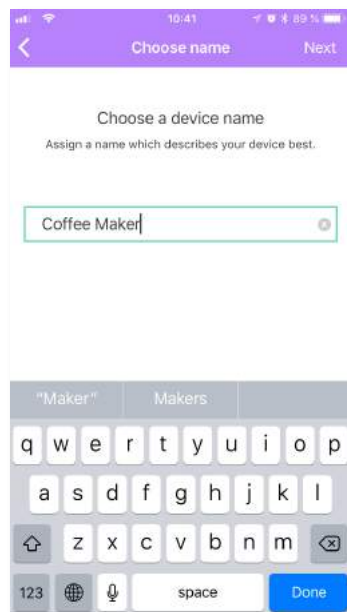 10:41
89 %
Choose name
Next
Choose a device name
Assign a name which describes your device best.
Coffee Maker
"Maker"
Makers
q w e r t y u i o p
a s d f g h j k l
z x c v b n m
123
space
Done